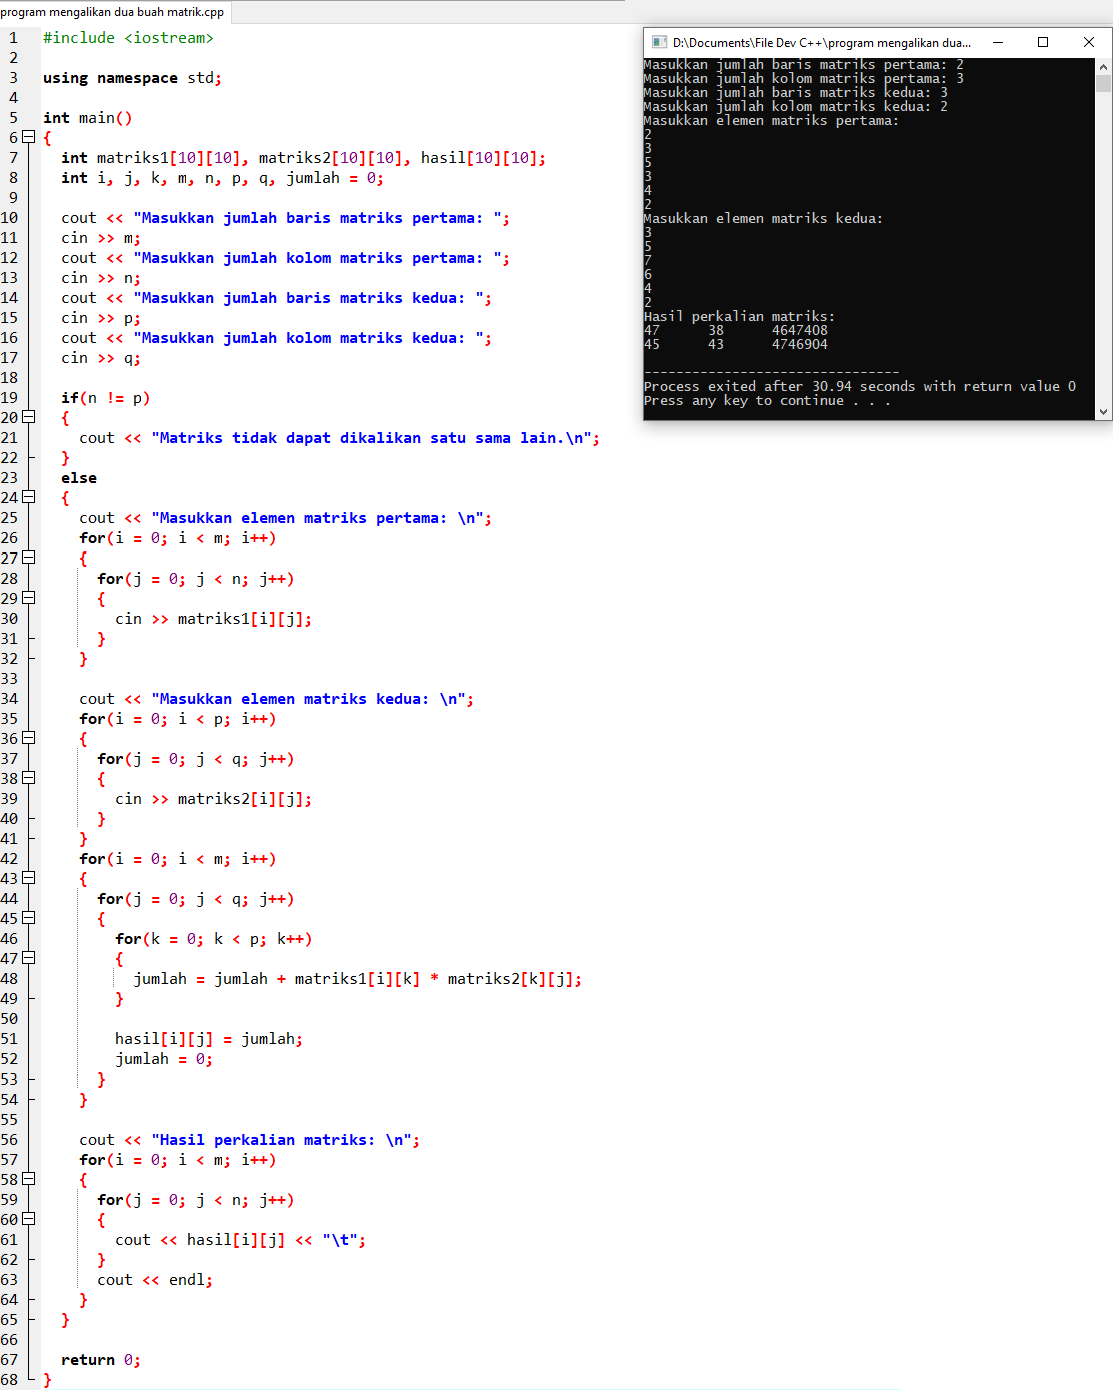 program mengalikan dua buah matrik.cpp
1 #include <iostream>
2
3 using namespace std;
4
5 int main()
6 {
7 int matriks1[10][10], matriks2[10][10], hasil[10][10];
8 int i, j, k, m, n, p, q, jumlah = 0;
9
10 cout << "Masukkan jumlah baris matriks pertama: ";
11 cin >> m;
12 cout << "Masukkan jumlah kolom matriks pertama: ";
13 cin >> n;
14 cout << "Masukkan jumlah baris matriks kedua: ";
15 cin >> p;
16 cout << "Masukkan jumlah kolom matriks kedua: ";
17 cin >> q;
18
19 if(n != p)
20 {
21 cout << "Matriks tidak dapat dikalikan satu sama lain.\n";
22 }
23 else
24 {
25 cout << "Masukkan elemen matriks pertama: \n";
26 for(i = 0; i < m; i++)
27 {
28 for(j = 0; j < n; j++)
29 {
30 cin >> matriks1[i][j];
31 }
32 }
33
34 cout << "Masukkan elemen matriks kedua: \n";
35 for(i = 0; i < p; i++)
36 {
37 for(j = 0; j < q; j++)
38 {
39 cin >> matriks2[i][j];
40 }
41 }
42 for(i = 0; i < m; i++)
43 {
44 for(j = 0; j < q; j++)
45 {
46 for(k = 0; k < p; k++)
47 {
48 jumlah = jumlah + matriks1[i][k] * matriks2[k][j];
49 }
50
51 hasil[i][j] = jumlah;
52 jumlah = 0;
53 }
54 }
55
56 cout << "Hasil perkalian matriks: \n";
57 for(i = 0; i < m; i++)
58 {
59 for(j = 0; j < n; j++)
60 {
61 cout << hasil[i][j] << "\t";
62 }
63 cout << endl;
64 }
65 }
66
67 return 0;
68 }
D:\Documents\File Dev C++\program mengalikan dua...
Masukkan jumlah baris matriks pertama: 2
Masukkan jumlah kolom matriks pertama: 3
Masukkan jumlah baris matriks kedua: 3
Masukkan jumlah kolom matriks kedua: 2
Masukkan elemen matriks pertama:
2
3
5
3
4
2
Masukkan elemen matriks kedua:
3
5
7
6
4
2
Hasil perkalian matriks:
47 38 4647408
45 43 4746904
--------------------------------
Process exited after 30.94 seconds with return value 0
Press any key to continue . . .